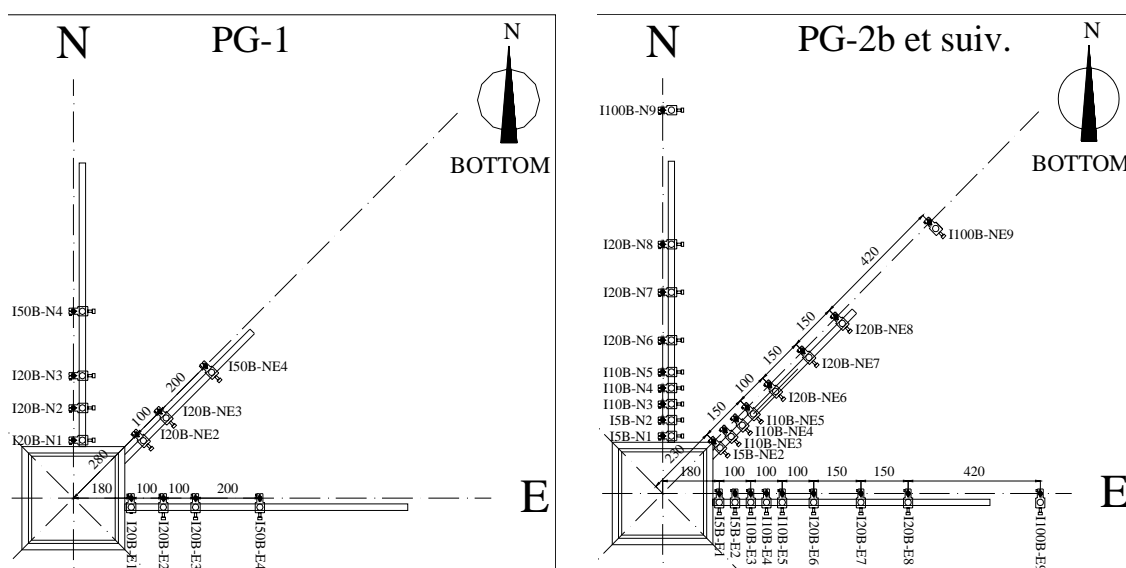 N
PG-1
N
BOTTOM
I50B-N4
I20B-N3
I20B-N2
I20B-N1
I50B-NE4
200
I20B-NE3
100
I20B-NE2
280
180
100
100
200
E
I20B-E1
I20B-E2
I20B-E3
I50B-E4
N
PG-2b et suiv.
N
BOTTOM
I100B-N9
I20B-N8
I20B-N7
I20B-N6
I10B-N5
I10B-N4
I10B-N3
I5B-N2
I5B-N1
I100B-NE9
420
I20B-NE8
150
I20B-NE7
150
I20B-NE6
100
I10B-NE5
I10B-NE4
150
I10B-NE3
I5B-NE2
230
180
100
100
100
150
150
420
E
I5B-E1
I5B-E2
I10B-E3
I10B-E4
I10B-E5
I20B-E6
I20B-E7
I20B-E8
I100B-E9